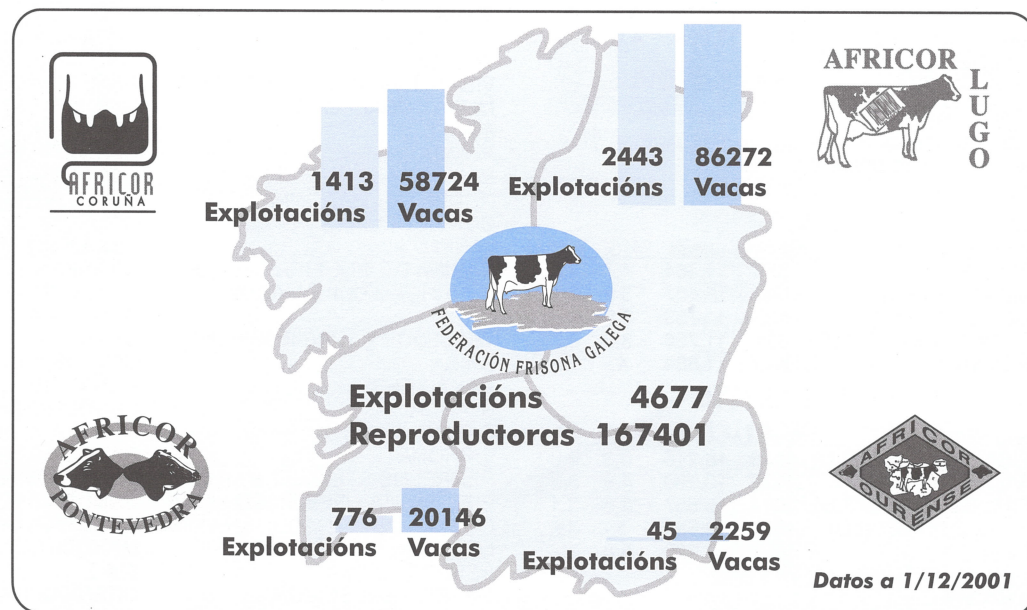 AFRICOR
CORUÑA
1413 58724
Explotacións Vacas
2443 86272
Explotacións Vacas
AFRICOR
LUGO
FEDERACIÓN FRISONA GALEGA
Explotacións 4677
Reproductoras 167401
AFRICOR
PONTEVEDRA
776 20146
Explotacións Vacas
45 2259
Explotacións Vacas
AFRICOR
OURENSE
Datos a 1/12/2001